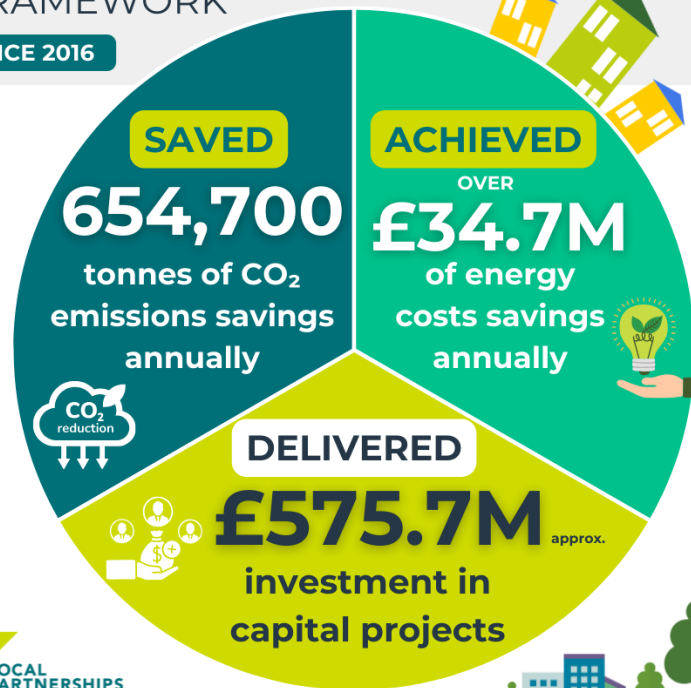 RAMEWORK
NCE 2016
SAVED
654,700
tonnes of CO₂
emissions savings
annually
CO₂
reduction
ACHIEVED
OVER
£34.7M
of energy
costs savings
annually
DELIVERED
£575.7M approx.
investment in
capital projects
$
OCAL
ARTNERSHIPS